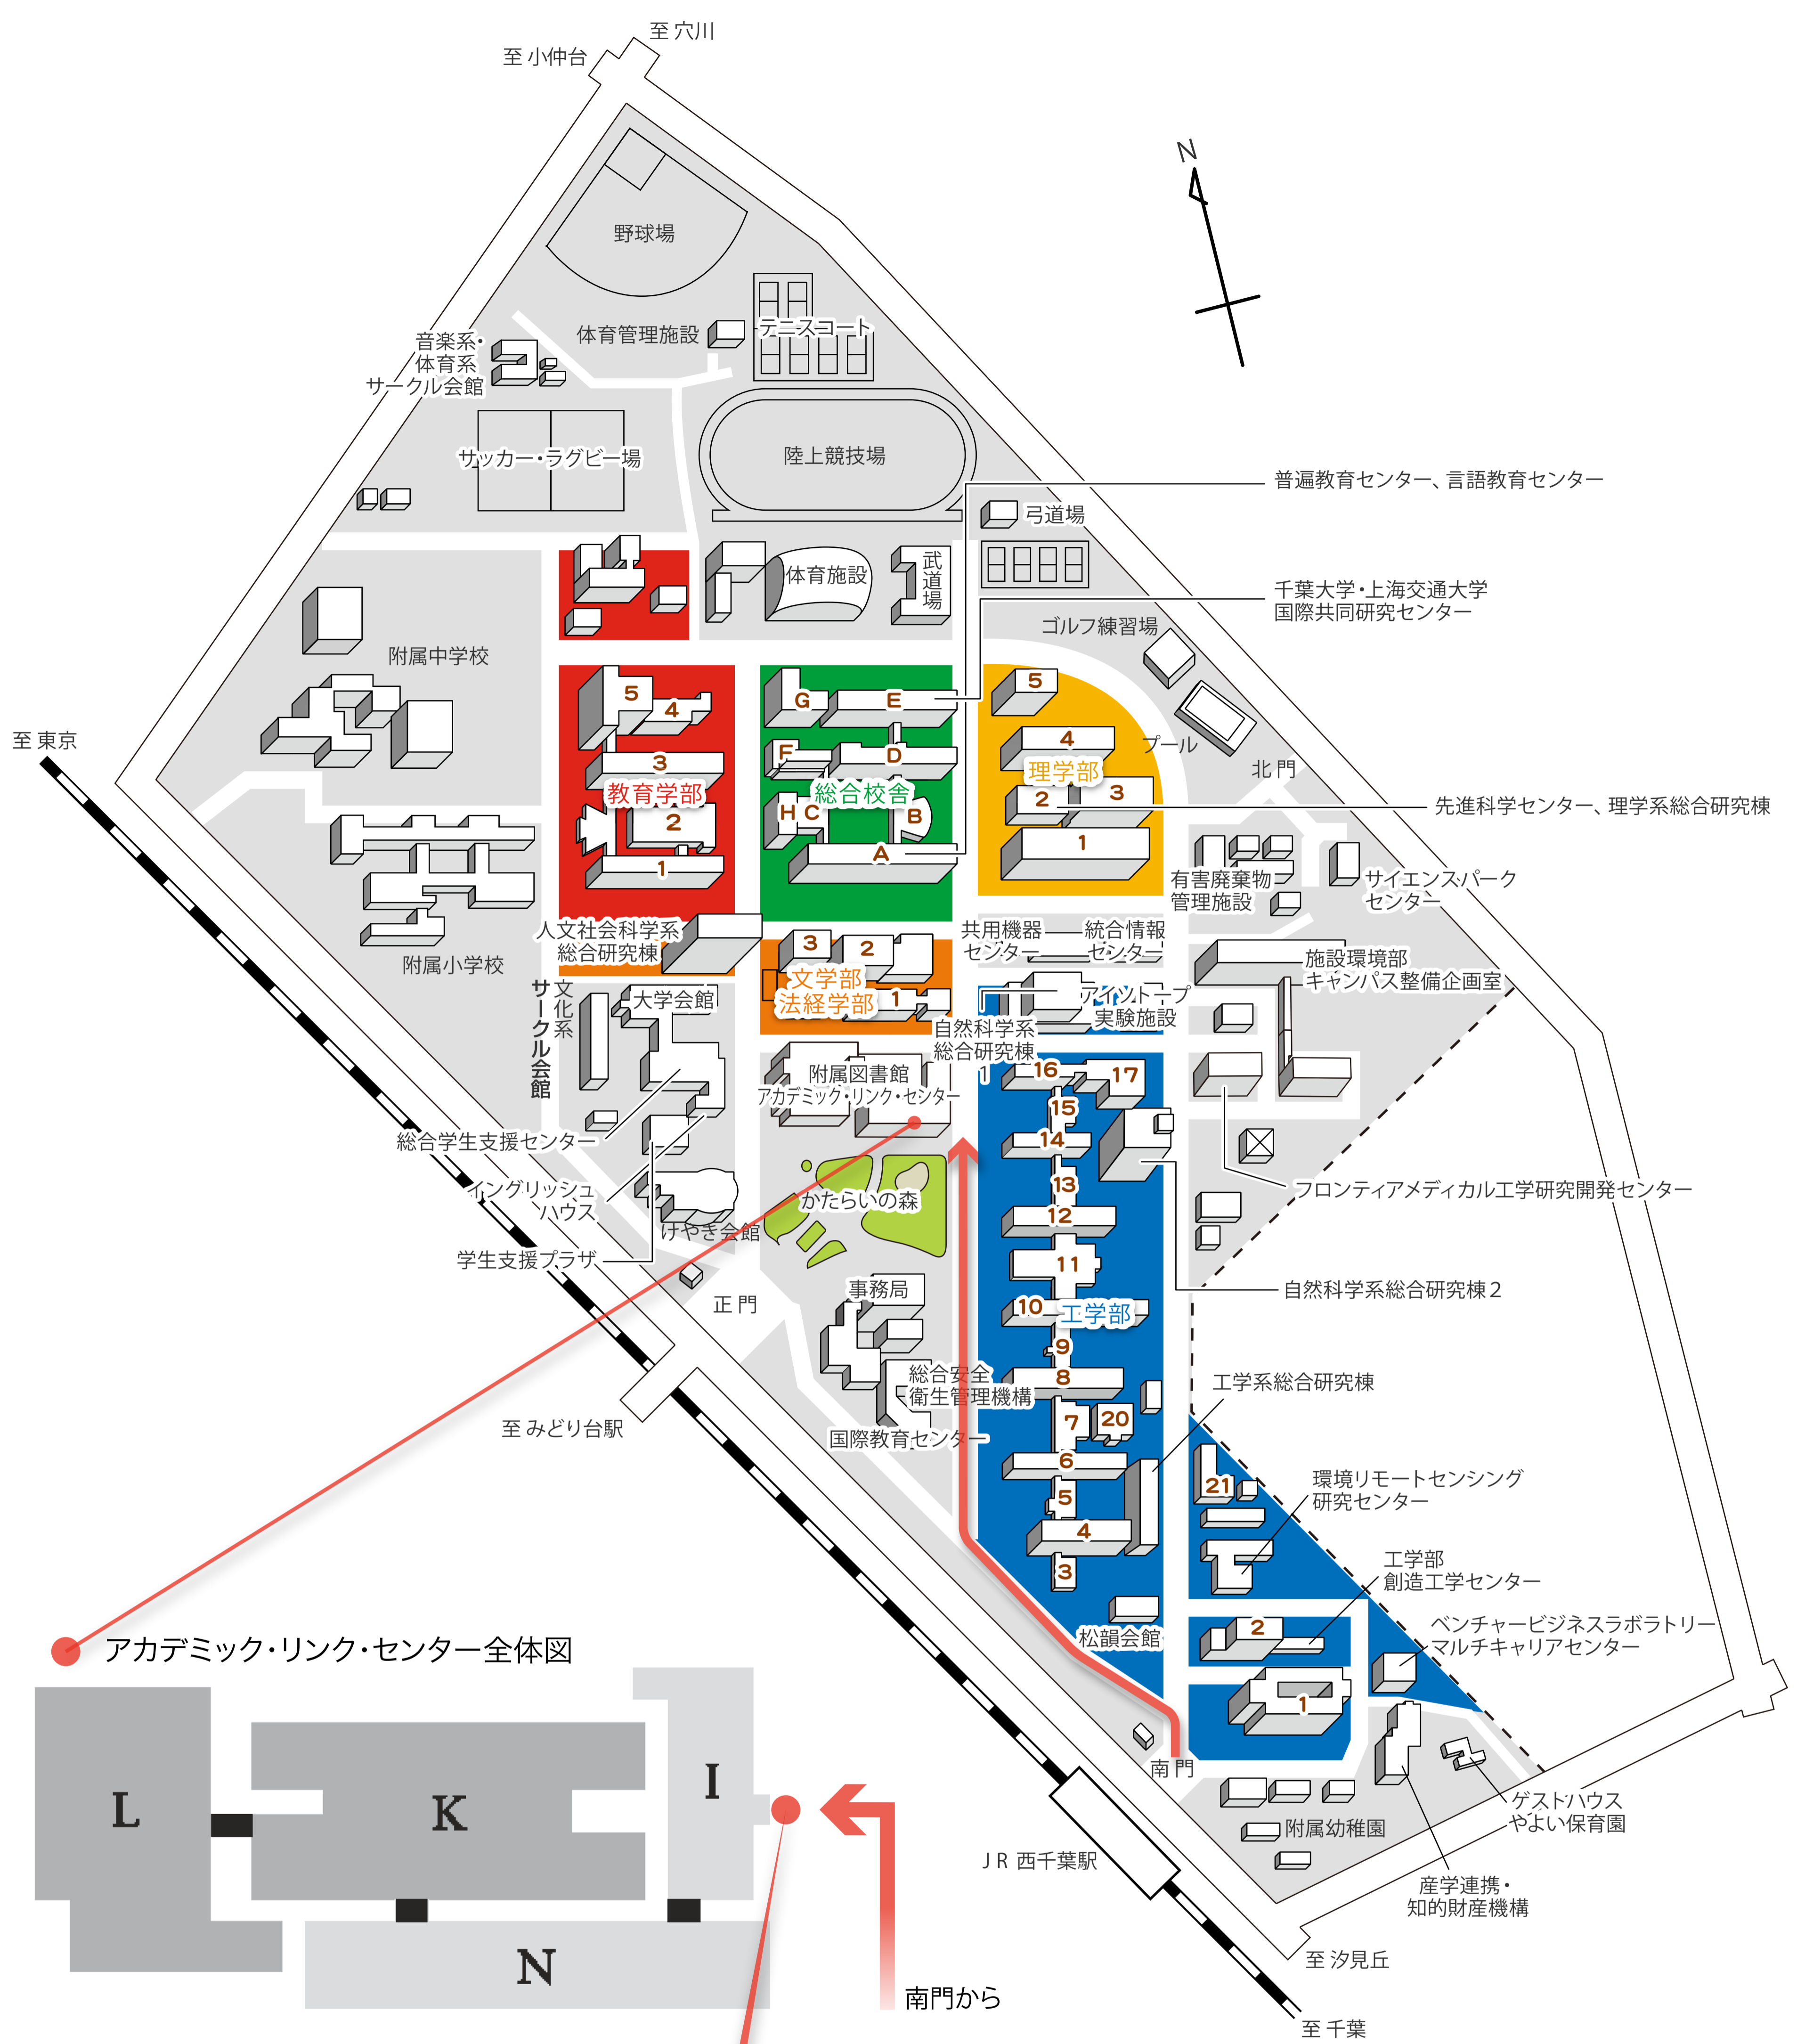 至 穴川
至 小仲台
N
野球場
体育管理施設
テニスコート
音楽系・
体育系
サークル会館
サッカー・ラグビー場
陸上競技場
普遍教育センター、言語教育センター
弓道場
体育施設
武道場
千葉大学・上海交通大学
国際共同研究センター
ゴルフ練習場
附属中学校
至 東京
5
4
3
教育学部
2
1
G
E
F
D
総合校舎
H
C
B
A
5
4
理学部
2
3
1
プール
北門
先進科学センター、理学系総合研究棟
有害廃棄物
管理施設
サイエンスパーク
センター
附属小学校
人文社会科学系
総合研究棟
3
2
文学部
法経学部
1
共用機器
センター
統合情報
センター
施設環境部
キャンパス整備企画室
アイソトープ
実験施設
自然科学系
総合研究棟
1
文化系
サークル会館
大学会館
附属図書館
アカデミック・リンク・センター
総合学生支援センター
イングリッシュ
ハウス
けやき会館
学生支援プラザ
かたらいの森
正門
事務局
総合安全
衛生管理機構
国際教育センター
至 みどり台駅
16
17
15
14
13
12
11
10
工学部
9
8
7
20
6
5
4
3
フロンティアメディカル工学研究開発センター
自然科学系総合研究棟2
工学系総合研究棟
21
環境リモートセンシング
研究センター
工学部
創造工学センター
ベンチャービジネスラボラトリー
マルチキャリアセンター
松韻会館
2
1
南門
附属幼稚園
ゲストハウス
やよい保育園
JR 西千葉駅
産学連携・
知的財産機構
至 汐見丘
至 千葉
アカデミック・リンク・センター全体図
L
K
I
N
南門から